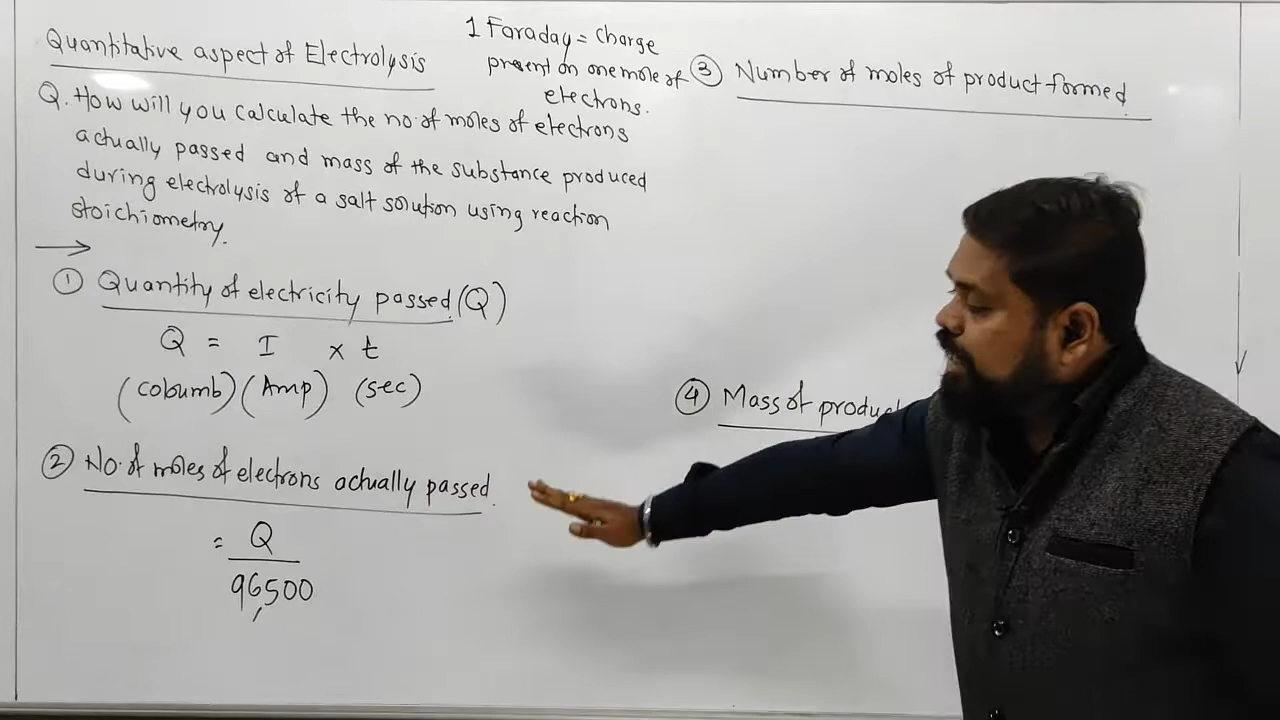 Quantitative aspect of Electrolysis
1 Faraday = Charge
present on one mole of
electrons.
Q. How will you calculate the no. of moles of electrons
actually passed and mass of the substance produced
during electrolysis of a salt solution using reaction
stoichiometry.
→
① Quantity of electricity passed (Q)
Q = I × t
(Coloumb) (Amp) (sec)
② No. of moles of electrons actually passed.
= Q
96,500
③ Number of moles of product formed
④ Mass of produc